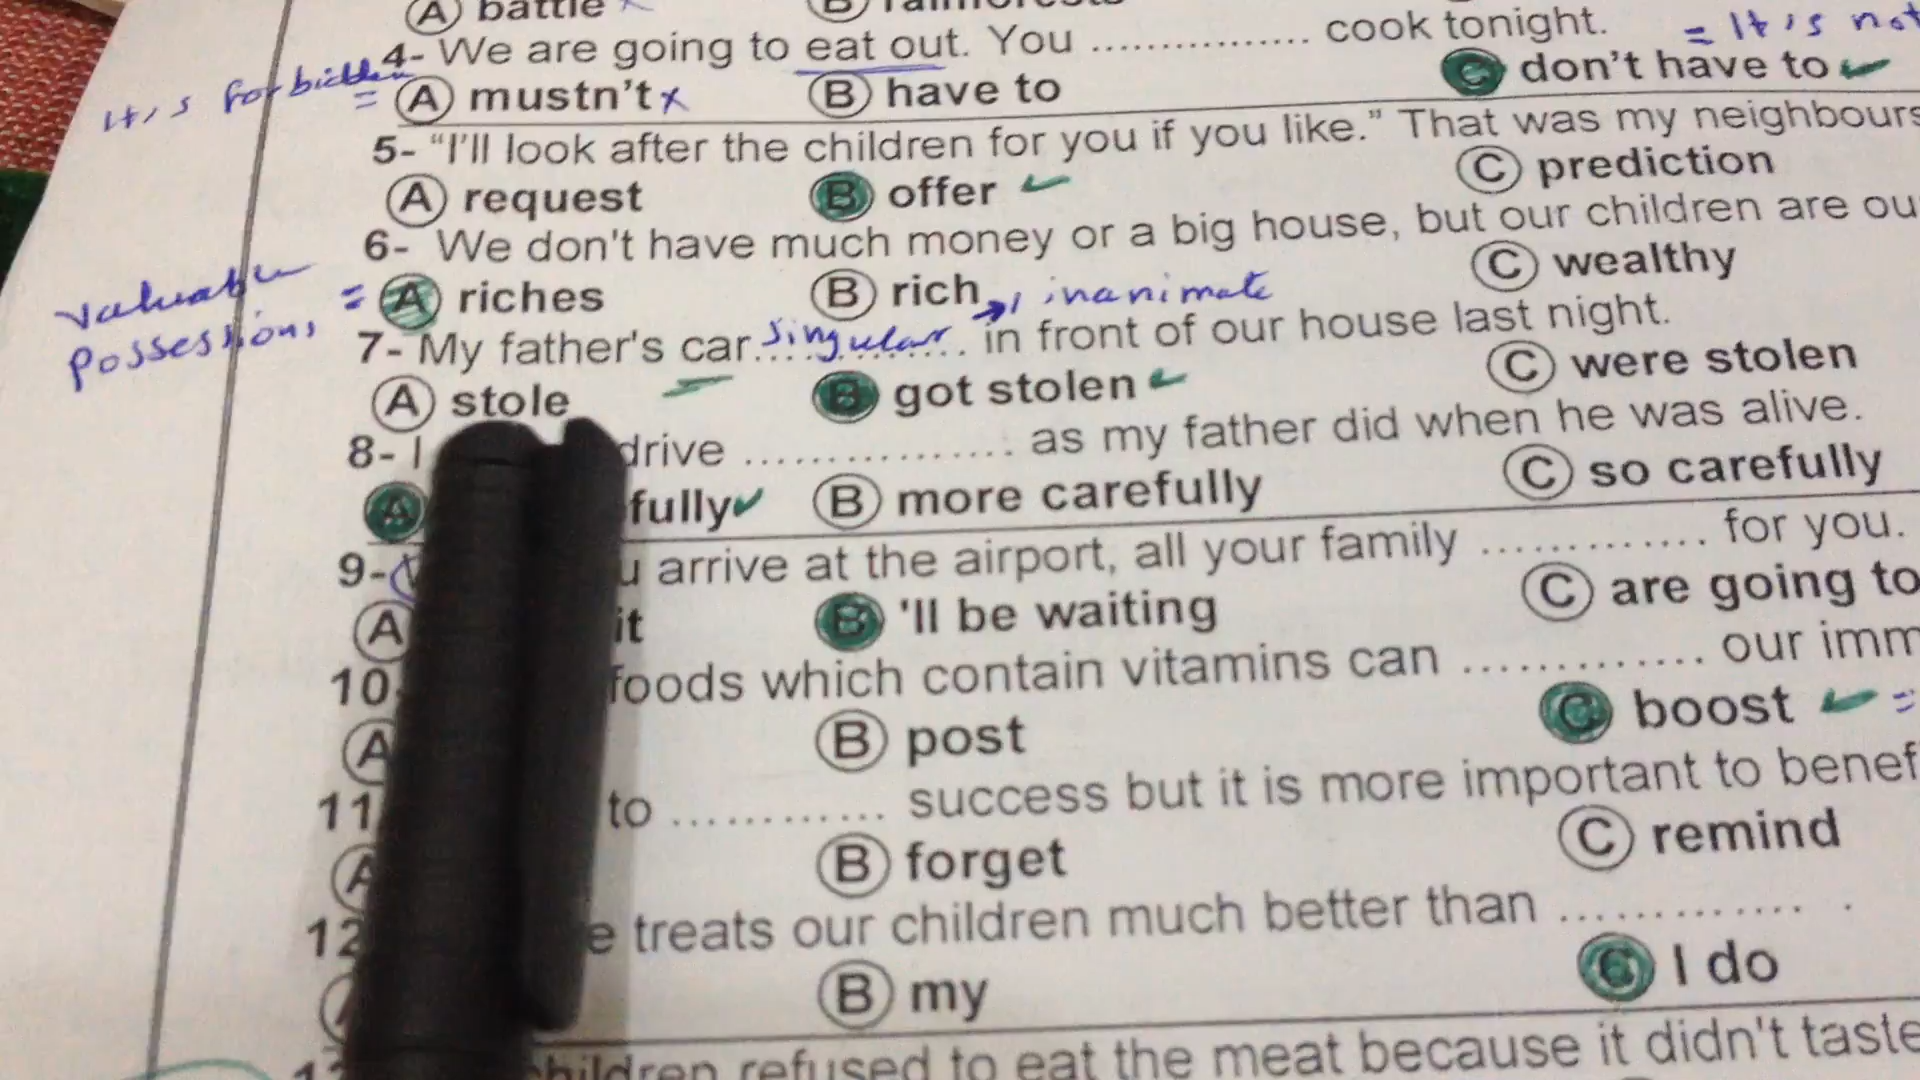 A battle B rainforests
4- We are going to eat out. You ................ cook tonight. = It's not
It's forbidden = A mustn't x B have to C don't have to
5- “I'll look after the children for you if you like.” That was my neighbours
A request B offer C prediction
6- We don't have much money or a big house, but our children are ou
valuable possessions = A riches B rich C wealthy
, inanimate
7- My father's car singular in front of our house last night.
A stole B got stolen C were stolen
8- I drive ................ as my father did when he was alive.
A fully B more carefully C so carefully
9- u arrive at the airport, all your family ............. for you.
A it B 'll be waiting C are going to
10- foods which contain vitamins can ............. our imm
A B post C boost =
11 to ............. success but it is more important to benef
A B forget C remind
12 e treats our children much better than ............. .
B my C I do
children refused to eat the meat because it didn't taste